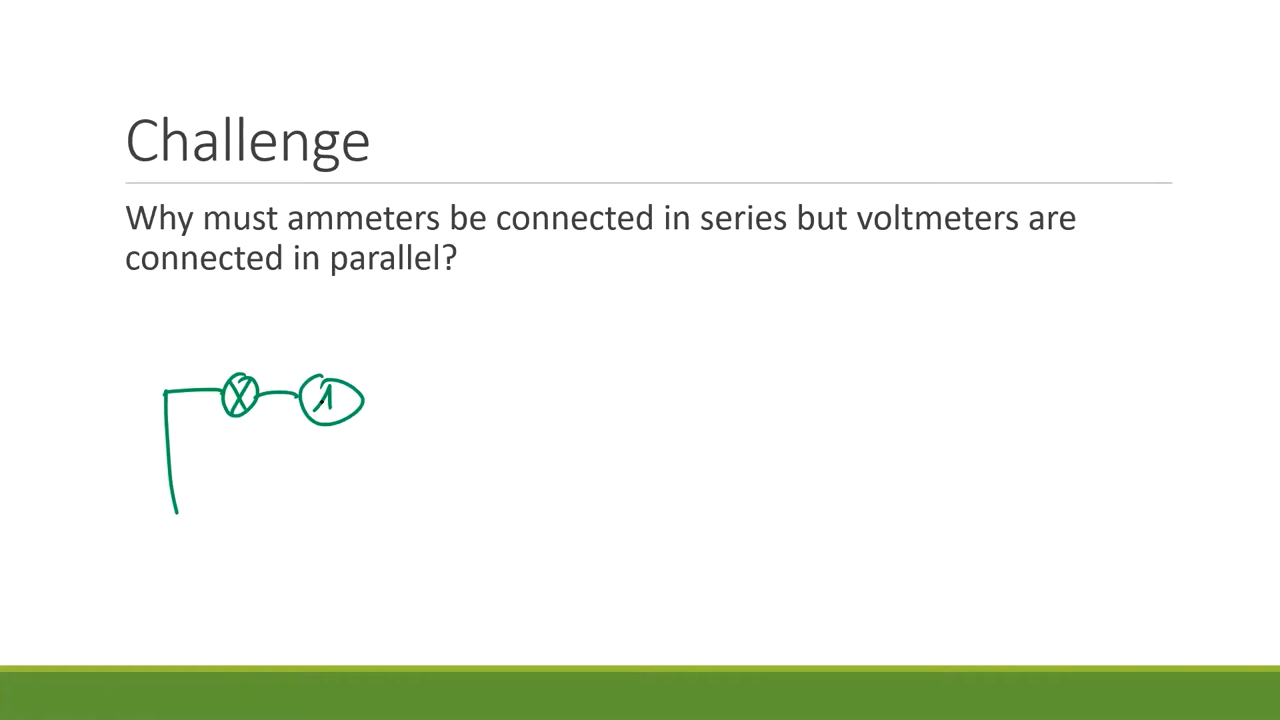 Challenge
Why must ammeters be connected in series but voltmeters are
connected in parallel?